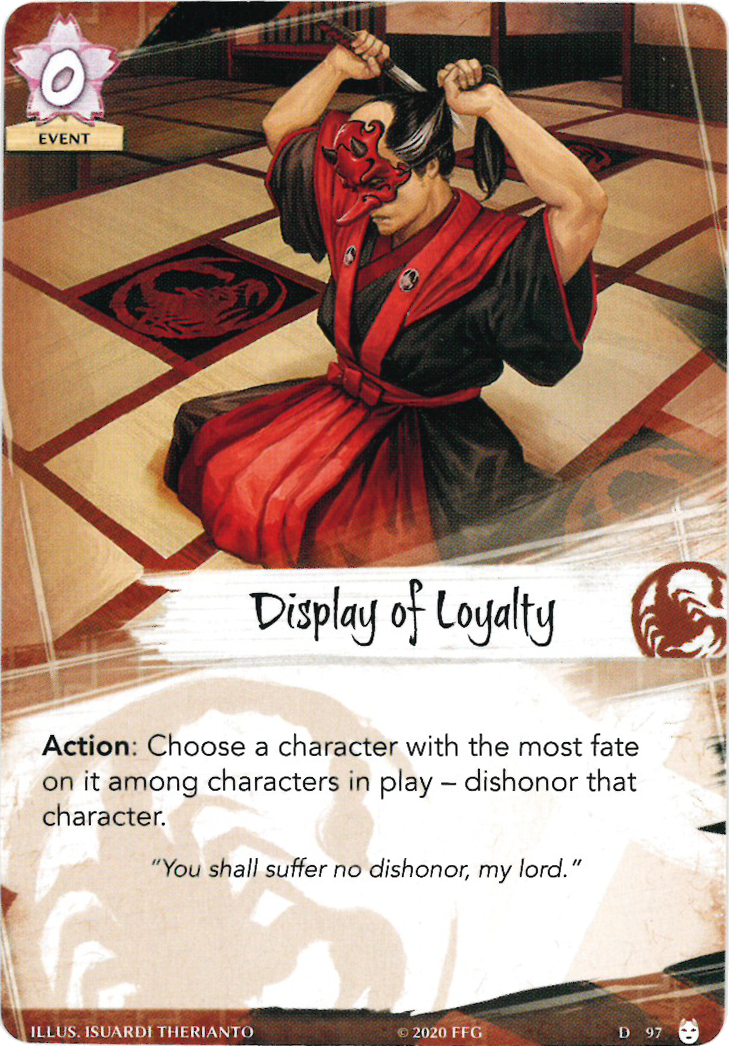 0
EVENT
Display of Loyalty
Action: Choose a character with the most fate
on it among characters in play – dishonor that
character.
"You shall suffer no dishonor, my lord."
ILLUS. ISUARDI THERIANTO © 2020 FFG D 97